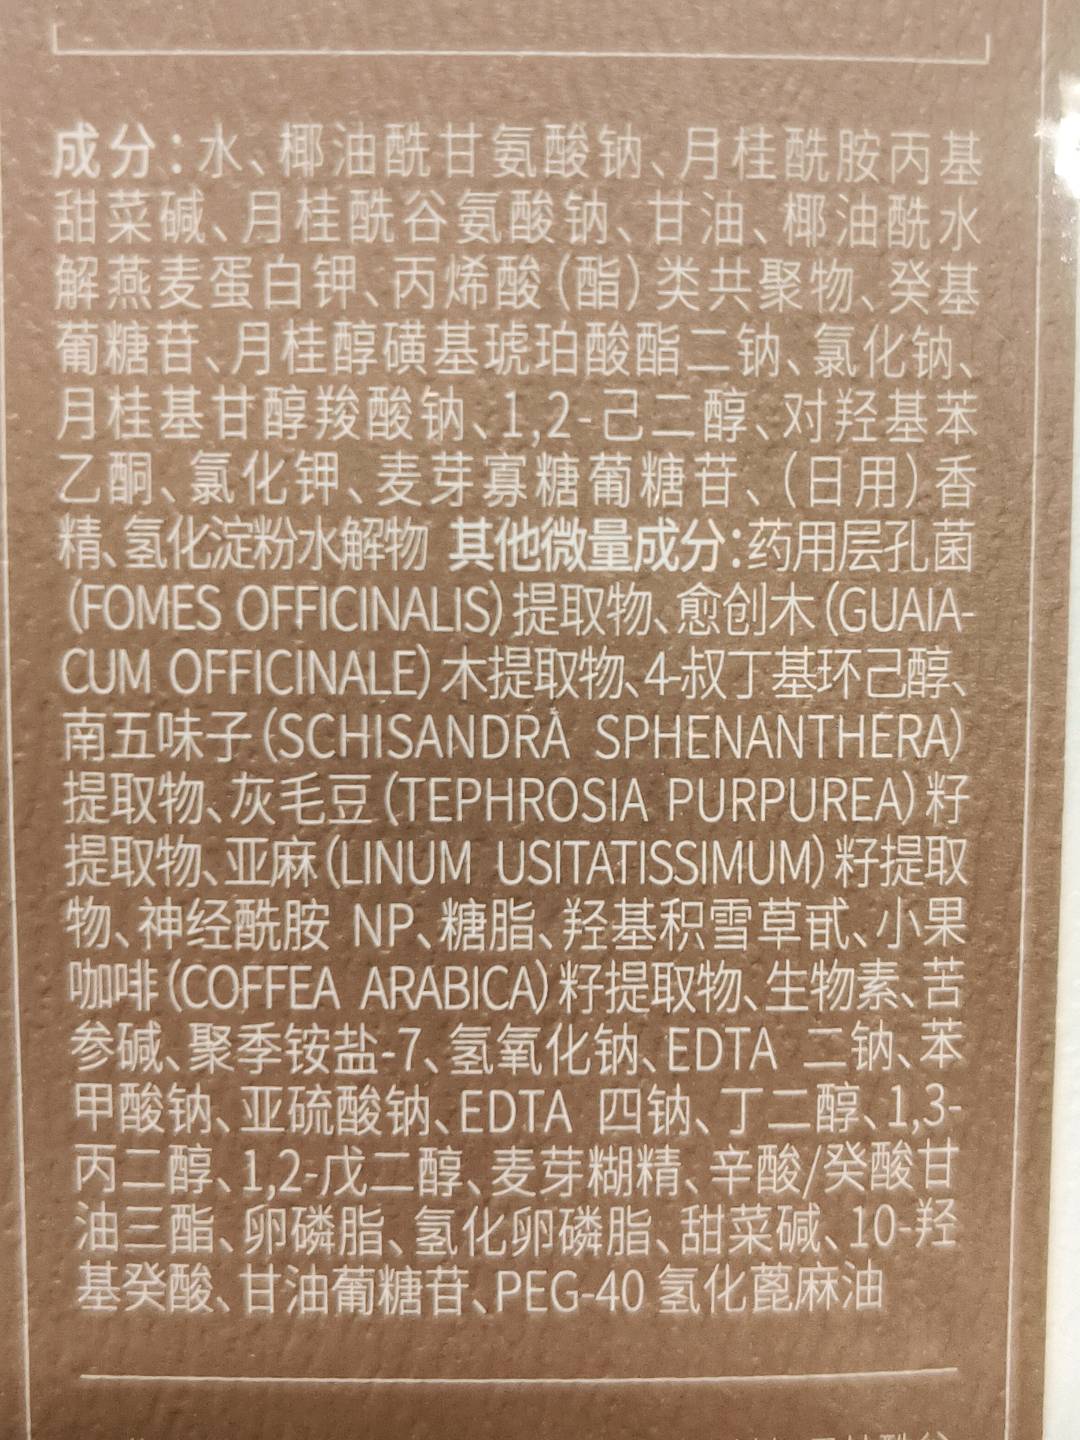 成分：水、椰油酰甘氨酸钠、月桂酰胺丙基
甜菜碱、月桂酰谷氨酸钠、甘油、椰油酰水
解燕麦蛋白钾、丙烯酸(酯)类共聚物、癸基
葡糖苷、月桂醇磺基琥珀酸酯二钠、氯化钠、
月桂基甘醇羧酸钠、1,2-己二醇、对羟基苯
乙酮、氯化钾、麦芽寡糖葡糖苷、(日用)香
精、氢化淀粉水解物 其他微量成分：药用层孔菌
(FOMES OFFICINALIS)提取物、愈创木(GUAIA-
CUM OFFICINALE)木提取物、4-叔丁基环己醇、
南五味子(SCHISANDRA SPHENANTHERA)
提取物、灰毛豆(TEPHROSIA PURPUREA)籽
提取物、亚麻(LINUM USITATISSIMUM)籽提取
物、神经酰胺 NP、糖脂、羟基积雪草甙、小果
咖啡(COFFEA ARABICA)籽提取物、生物素、苦
参碱、聚季铵盐-7、氢氧化钠、EDTA 二钠、苯
甲酸钠、亚硫酸钠、EDTA 四钠、丁二醇、1,3-
丙二醇、1,2-戊二醇、麦芽糊精、辛酸/癸酸甘
油三酯、卵磷脂、氢化卵磷脂、甜菜碱、10-羟
基癸酸、甘油葡糖苷、PEG-40 氢化蓖麻油